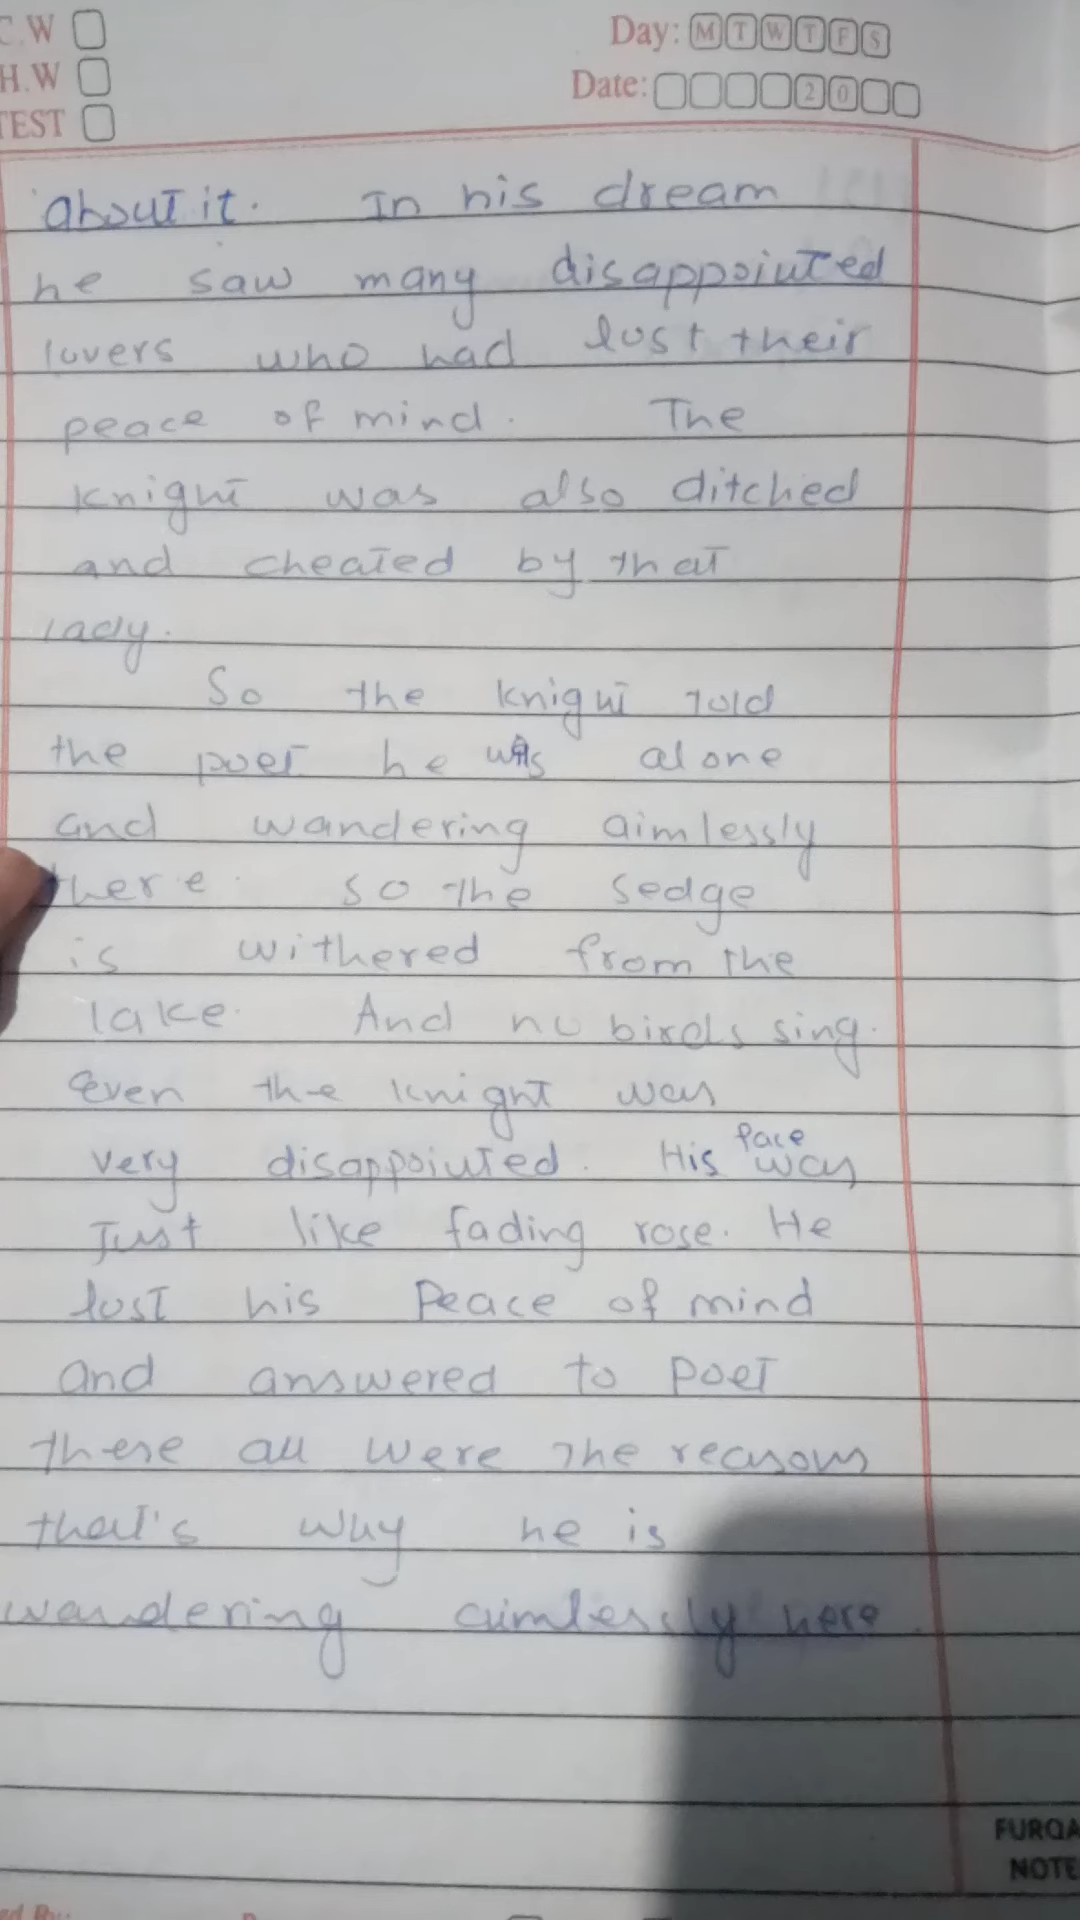 C.W
H.W
TEST
Day: M T W T F S
Date: 2 0
about it. In his dream
he saw many disappointed
lovers who had lost their
peace of mind. The
knight was also ditched
and cheated by that
lady.
So the knight told
the poet he was alone
and wandering aimlessly
there. so the sedge
is withered from the
lake. And no birds sing.
Even the knight was
very disappointed. His face was
Just like fading rose. He
lost his Peace of mind
and answered to poet
these all were the reasons
that's why he is
wandering aimlessly here.
FURQA
NOTE